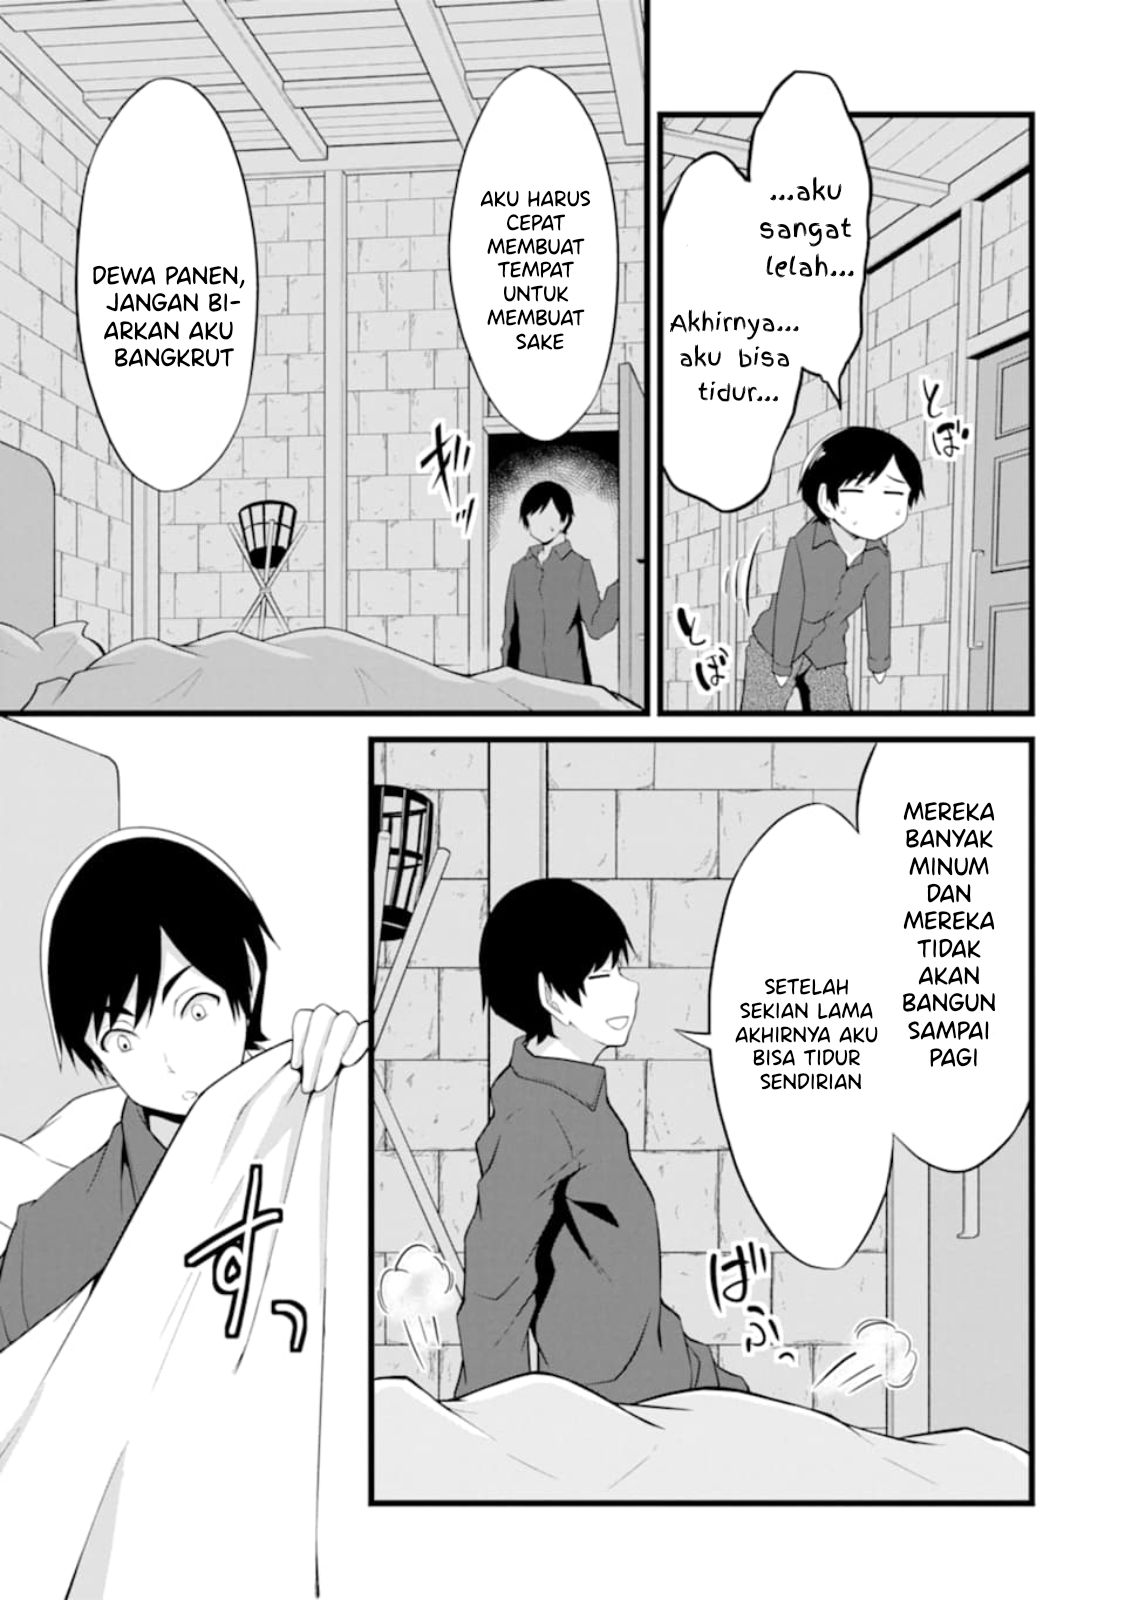 ...aku
sangat
lelah...
Akhirnya...
aku bisa
tidur...
とぼ
とぼ
AKU HARUS
CEPAT
MEMBUAT
TEMPAT
UNTUK
MEMBUAT
SAKE
DEWA PANEN,
JANGAN BI-
ARKAN AKU
BANGKRUT
ギッ
MEREKA
BANYAK
MINUM
DAN
MEREKA
TIDAK
AKAN
BANGUN
SAMPAI
PAGI
SETELAH
SEKIAN LAMA
AKHIRNYA AKU
BISA TIDUR
SENDIRIAN
ばふっ
すっ